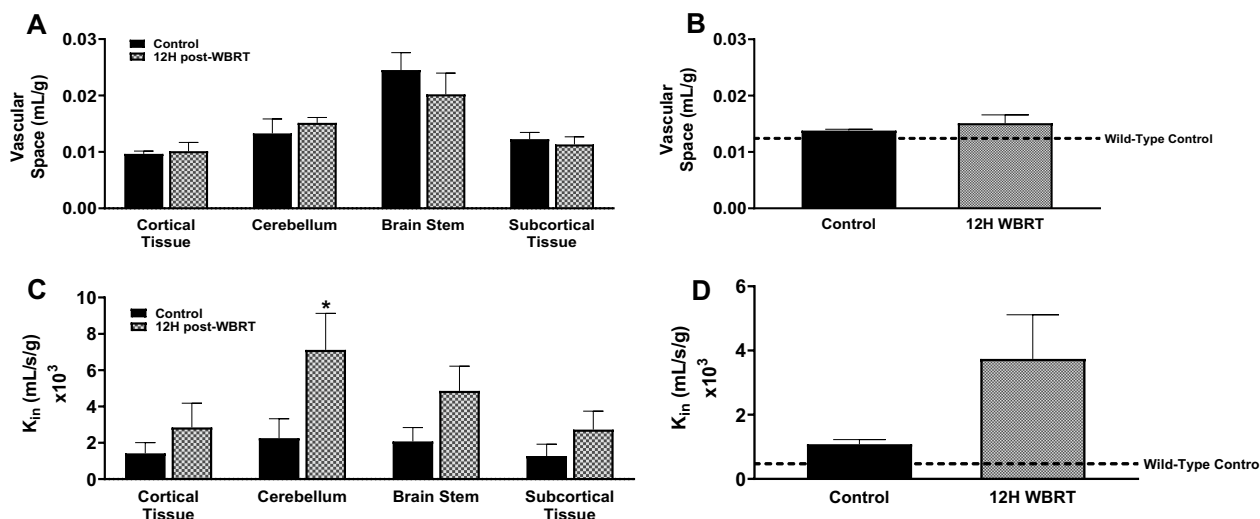 A
Vascular
Space (mL/g)
0.03
0.02
0.01
0.00
Control
12H post-WBRT
Cortical
Tissue
Cerebellum
Brain Stem
Subcortical
Tissue
B
Vascular
Space (mL/g)
0.03
0.02
0.01
0.00
Wild-Type Control
Control
12H WBRT
C
Kin (mL/s/g)
x10³
10
8
6
4
2
0
Control
12H post-WBRT
*
Cortical
Tissue
Cerebellum
Brain Stem
Subcortical
Tissue
D
Kin (mL/s/g)
x10³
6
4
2
0
Wild-Type Contro
Control
12H WBRT